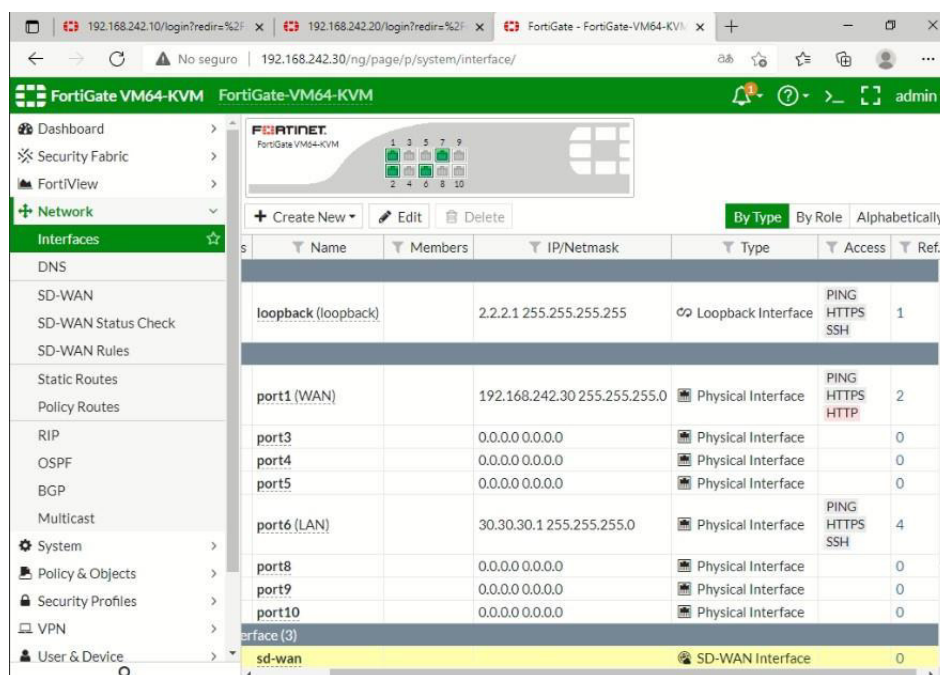 192.168.242.10/login?redir=%2F
192.168.242.20/login?redir=%2F
FortiGate - FortiGate-VM64-KVM
No seguro
192.168.242.30/ng/page/p/system/interface/
FortiGate VM64-KVM
FortiGate-VM64-KVM
1
admin
Dashboard
Security Fabric
FortiView
Network
Interfaces
DNS
SD-WAN
SD-WAN Status Check
SD-WAN Rules
Static Routes
Policy Routes
RIP
OSPF
BGP
Multicast
System
Policy & Objects
Security Profiles
VPN
User & Device
FORTINET.
FortiGate VM64-KVM
1 3 5 7 9
2 4 6 8 10
+ Create New Edit Delete
By Type By Role Alphabetically
s Name Members IP/Netmask Type Access Ref.
loopback (loopback) 2.2.2.1 255.255.255.255 Loopback Interface PING HTTPS SSH 1
port1 (WAN) 192.168.242.30 255.255.255.0 Physical Interface PING HTTPS HTTP 2
port3 0.0.0.0 0.0.0.0 Physical Interface 0
port4 0.0.0.0 0.0.0.0 Physical Interface 0
port5 0.0.0.0 0.0.0.0 Physical Interface 0
port6 (LAN) 30.30.30.1 255.255.255.0 Physical Interface PING HTTPS SSH 4
port8 0.0.0.0 0.0.0.0 Physical Interface 0
port9 0.0.0.0 0.0.0.0 Physical Interface 0
port10 0.0.0.0 0.0.0.0 Physical Interface 0
erface (3)
sd-wan SD-WAN Interface 0